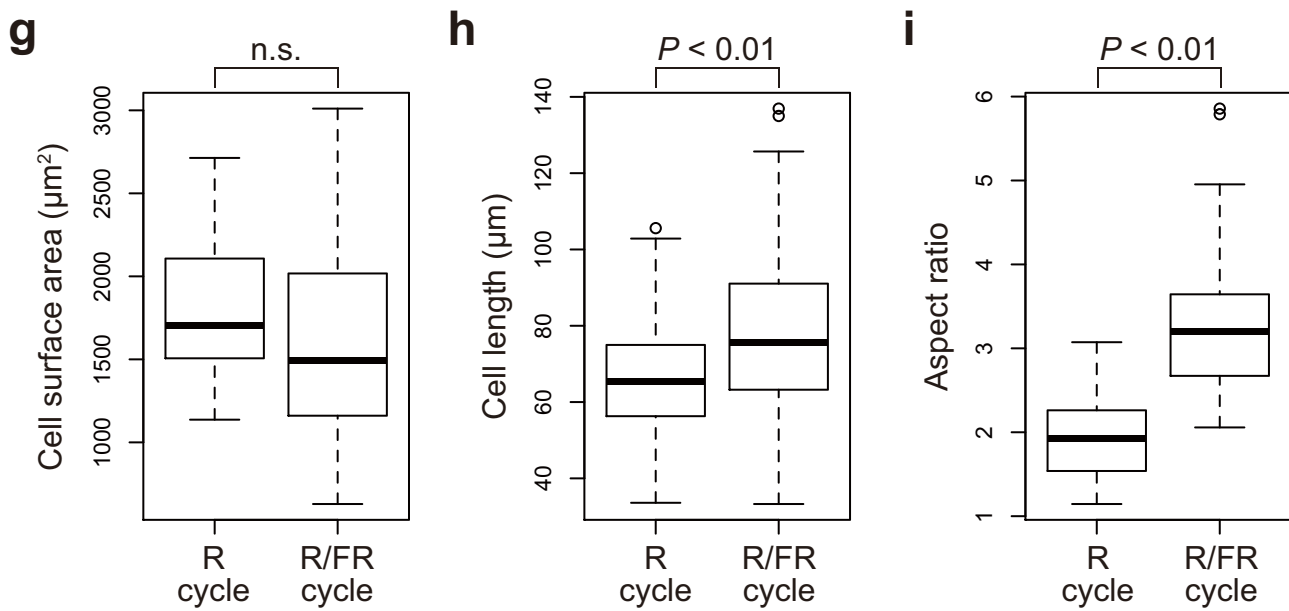 g
n.s.
Cell surface area (µm²)
3000
2500
2000
1500
1000
R
cycle
R/FR
cycle
h
P < 0.01
Cell length (µm)
140
120
100
80
60
40
R
cycle
R/FR
cycle
i
P < 0.01
Aspect ratio
6
5
4
3
2
1
R
cycle
R/FR
cycle